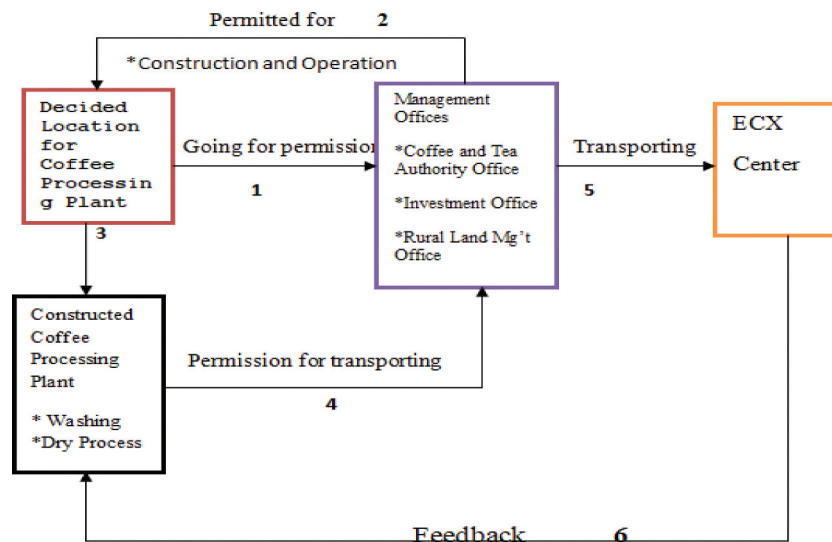 Permitted for 2
*Construction and Operation
Decided
Location
for
Coffee
Processin
g Plant
Going for permission
1
Management
Offices
*Coffee and Tea
Authority Office
*Investment Office
*Rural Land Mg't
Office
Transporting
5
ECX
Center
3
Constructed
Coffee
Processing
Plant
* Washing
*Dry Process
Permission for transporting
4
Feedback 6